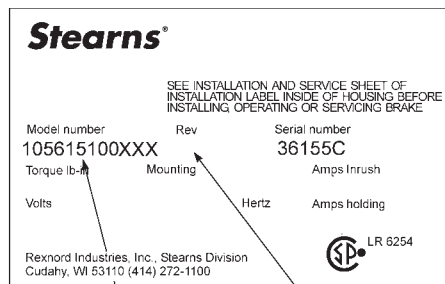 Stearns®
SEE INSTALLATION AND SERVICE SHEET OF
INSTALLATION LABEL INSIDE OF HOUSING BEFORE
INSTALLING, OPERATING OR SERVICING BRAKE
Model number Rev Serial number
105615100XXX 36155C
Torque lb-in Mounting Amps Inrush
Volts Hertz Amps holding
Rexnord Industries, Inc., Stearns Division
Cudahy, WI 53110 (414) 272-1100
SP LR 6254